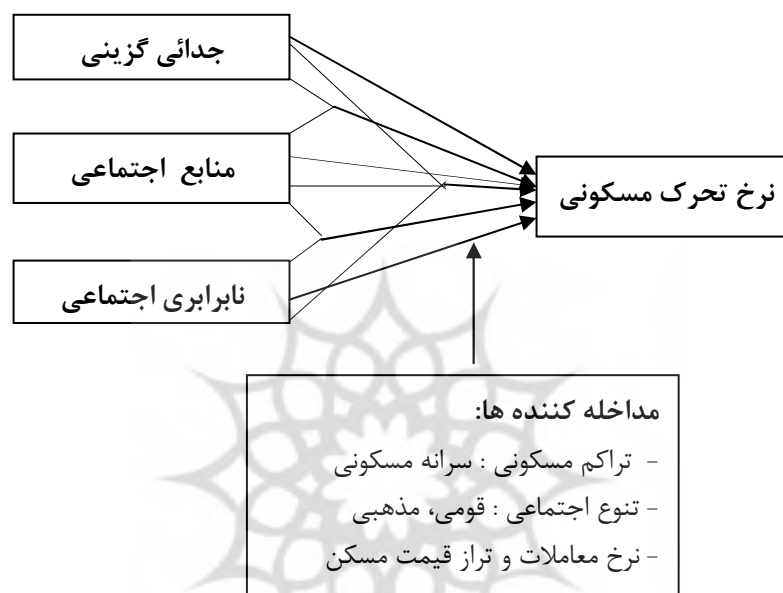 جدائی گزینی
منابع اجتماعی
نرخ تحرک مسکونی
نابرابری اجتماعی
مداخله کننده ها:
- تراکم مسکونی : سرانه مسکونی
- تنوع اجتماعی : قومی، مذهبی
- نرخ معاملات و تراز قیمت مسکن